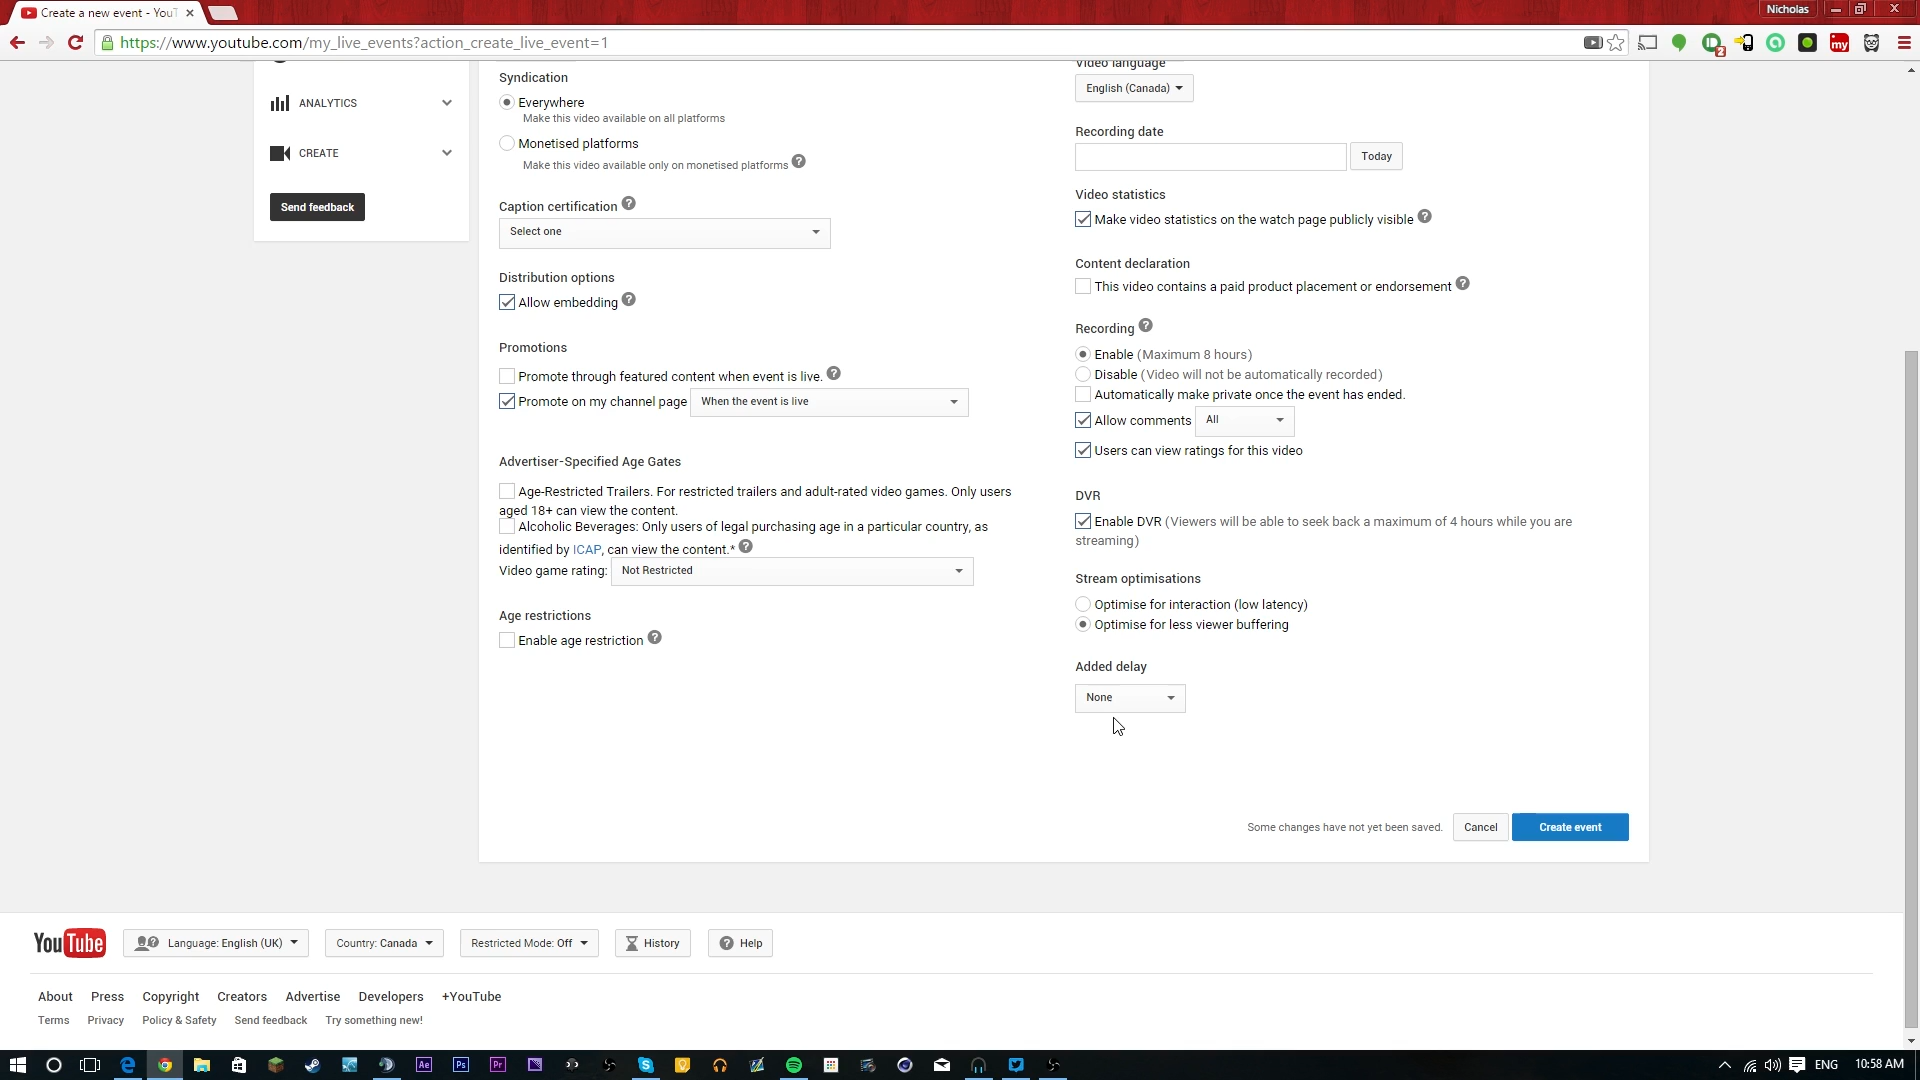 Create a new event - YouT
Nicholas
https://www.youtube.com/my_live_events?action_create_live_event=1
2
my
ANALYTICS
CREATE
Send feedback
Syndication
Everywhere
Make this video available on all platforms
Monetised platforms
Make this video available only on monetised platforms ?
Caption certification ?
Select one
Distribution options
Allow embedding ?
Promotions
Promote through featured content when event is live. ?
Promote on my channel page When the event is live
Advertiser-Specified Age Gates
Age-Restricted Trailers. For restricted trailers and adult-rated video games. Only users
aged 18+ can view the content.
Alcoholic Beverages: Only users of legal purchasing age in a particular country, as
identified by ICAP, can view the content.* ?
Video game rating: Not Restricted
Age restrictions
Enable age restriction ?
Video language
English (Canada)
Recording date
Today
Video statistics
Make video statistics on the watch page publicly visible ?
Content declaration
This video contains a paid product placement or endorsement ?
Recording ?
Enable (Maximum 8 hours)
Disable (Video will not be automatically recorded)
Automatically make private once the event has ended.
Allow comments All
Users can view ratings for this video
DVR
Enable DVR (Viewers will be able to seek back a maximum of 4 hours while you are
streaming)
Stream optimisations
Optimise for interaction (low latency)
Optimise for less viewer buffering
Added delay
None
Some changes have not yet been saved. Cancel Create event
YouTube Language: English (UK) Country: Canada Restricted Mode: Off History ? Help
About Press Copyright Creators Advertise Developers +YouTube
Terms Privacy Policy & Safety Send feedback Try something new!
Ae Ps Pr ENG 10:58 AM